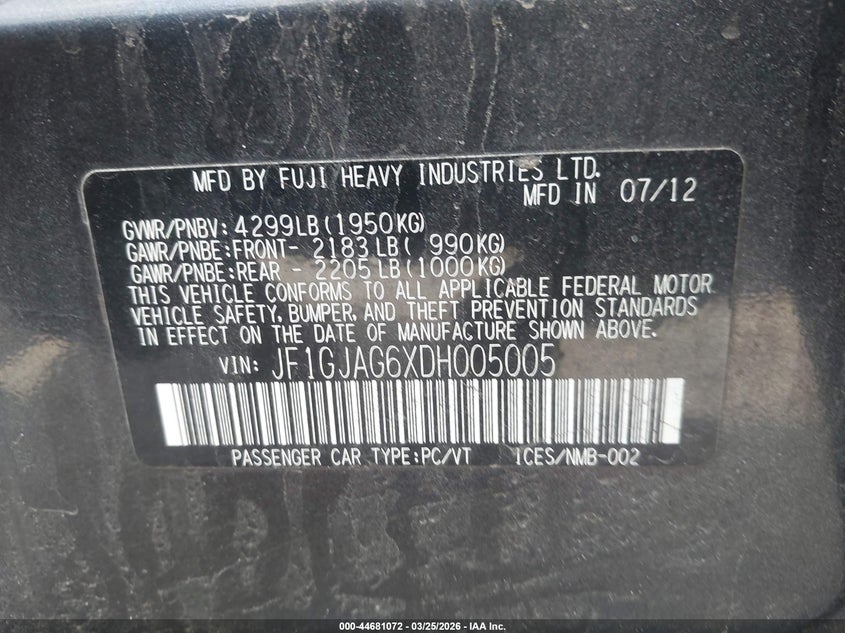 MFD BY FUJI HEAVY INDUSTRIES LTD.
MFD IN 07/12
GVWR/PNBV: 4299LB(1950KG)
GAWR/PNBE:FRONT- 2183LB( 990KG)
GAWR/PNBE:REAR - 2205LB(1000KG)
THIS VEHICLE CONFORMS TO ALL APPLICABLE FEDERAL MOTOR
VEHICLE SAFETY, BUMPER, AND THEFT PREVENTION STANDARDS
IN EFFECT ON THE DATE OF MANUFACTURE SHOWN ABOVE.
VIN: JF1GJAG6XDH005005
PASSENGER CAR TYPE:PC/VT ICES/NMB-002
000-44681072 — 03/25/2026 — IAA Inc.